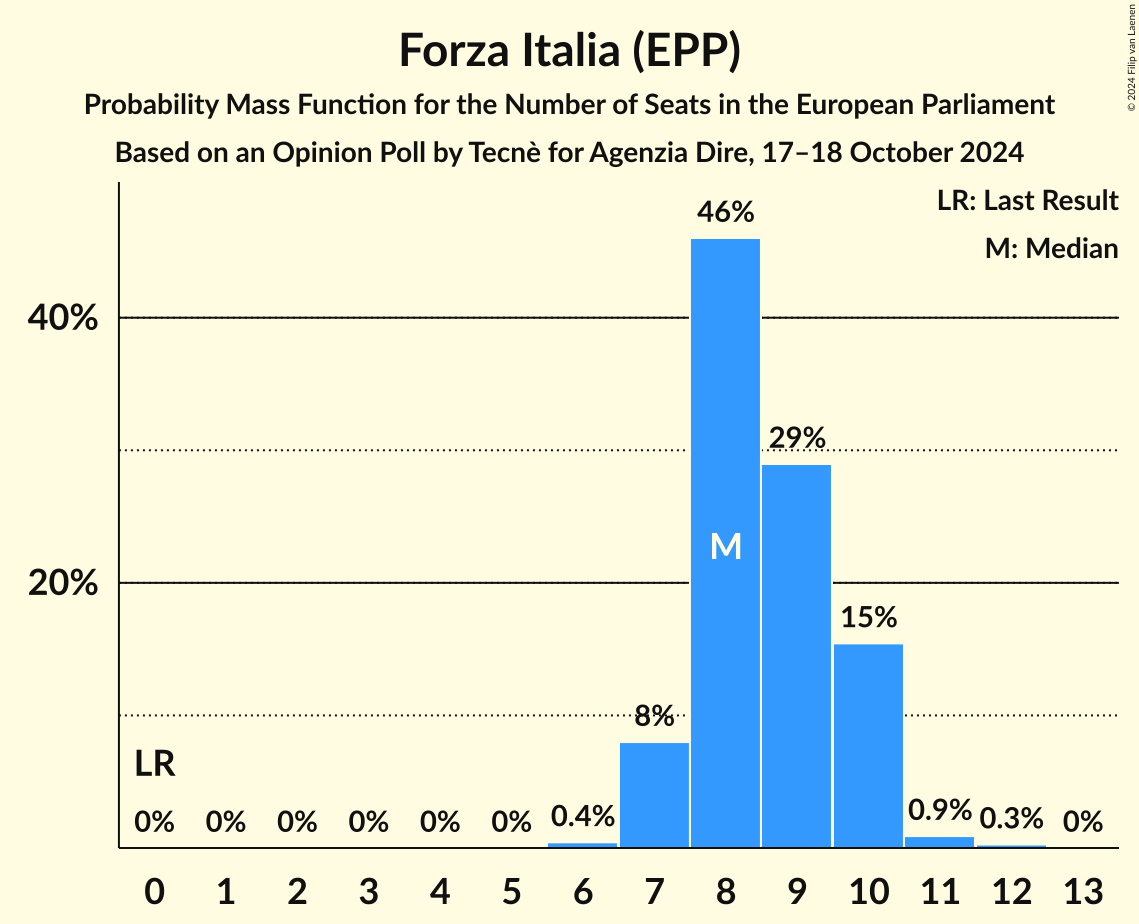 Forza Italia (EPP)
Probability Mass Function for the Number of Seats in the European Parliament
Based on an Opinion Poll by Tecnè for Agenzia Dire, 17–18 October 2024
© 2024 Filip van Laenen
LR: Last Result
M: Median
46%
40%
29%
M
20%
15%
8%
LR
0% 0% 0% 0% 0% 0% 0.4% 0.9% 0.3% 0%
0 1 2 3 4 5 6 7 8 9 10 11 12 13